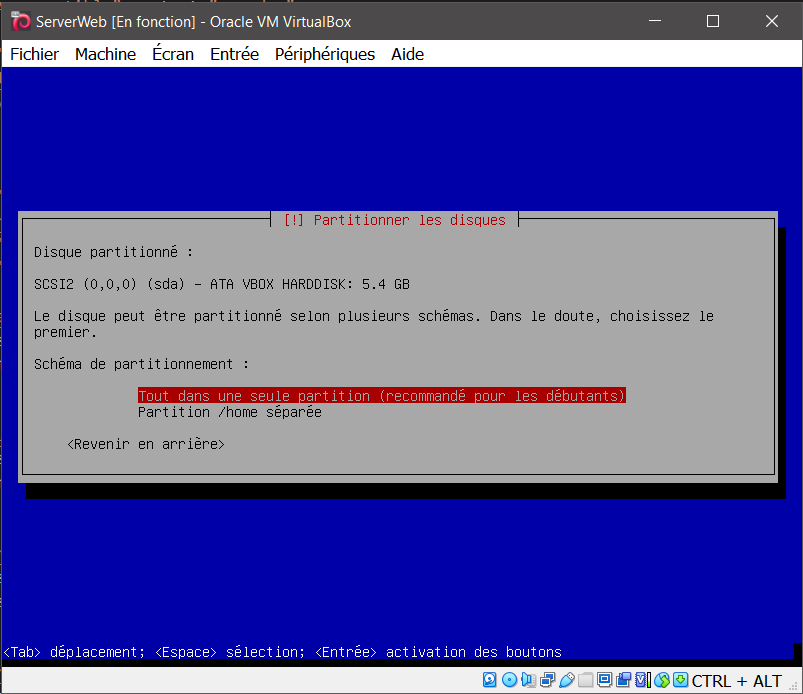 ServerWeb [En fonction] - Oracle VM VirtualBox
Fichier Machine Écran Entrée Périphériques Aide
[!] Partitionner les disques
Disque partitionné :
SCSI2 (0,0,0) (sda) - ATA VBOX HARDDISK: 5.4 GB
Le disque peut être partitionné selon plusieurs schémas. Dans le doute, choisissez le
premier.
Schéma de partitionnement :
Tout dans une seule partition (recommandé pour les débutants)
Partition /home séparée
<Revenir en arrière>
<Tab> déplacement; <Espace> sélection; <Entrée> activation des boutons
CTRL + ALT